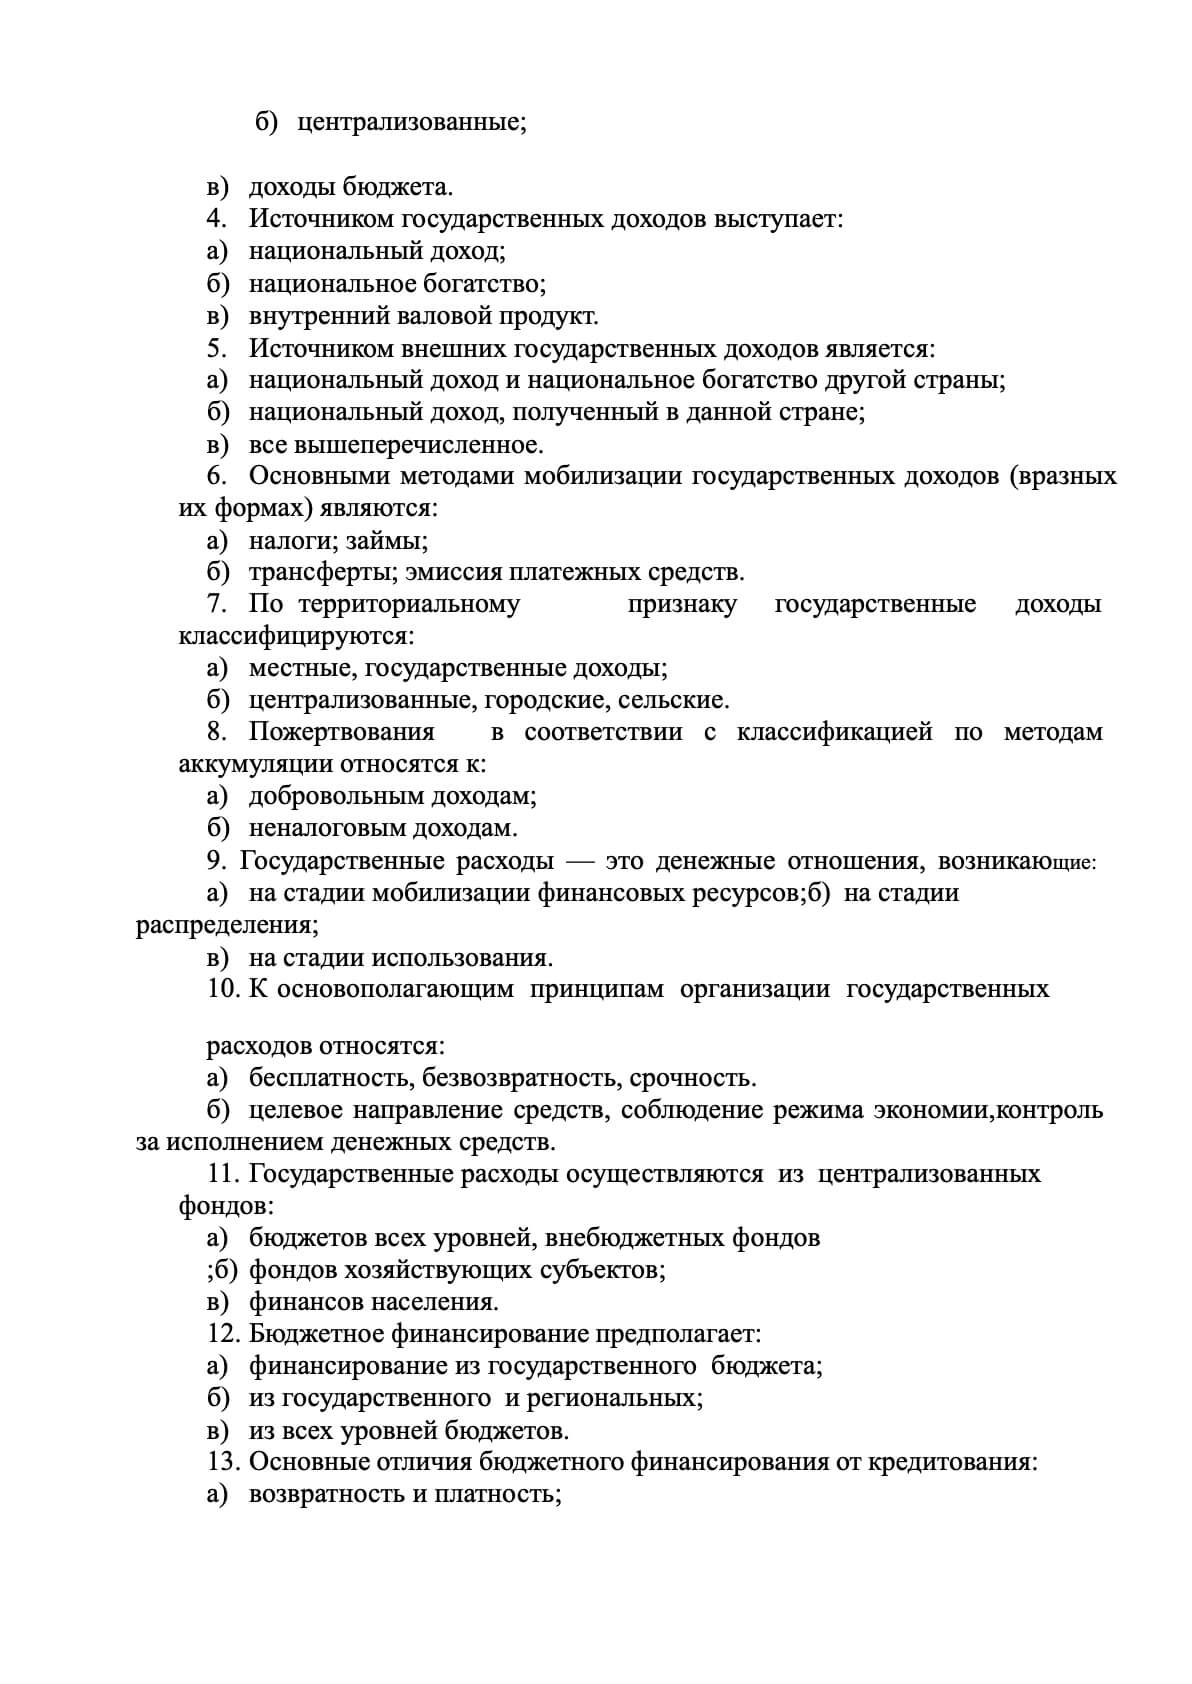 б) централизованные;
в) доходы бюджета.
4. Источником государственных доходов выступает:
а) национальный доход;
б) национальное богатство;
в) внутренний валовой продукт.
5. Источником внешних государственных доходов является:
а) национальный доход и национальное богатство другой страны;
б) национальный доход, полученный в данной стране;
в) все вышеперечисленное.
6. Основными методами мобилизации государственных доходов (вразных
их формах) являются:
а) налоги; займы;
б) трансферты; эмиссия платежных средств.
7. По территориальному признаку государственные доходы
классифицируются:
а) местные, государственные доходы;
б) централизованные, городские, сельские.
8. Пожертвования в соответствии с классификацией по методам
аккумуляции относятся к:
а) добровольным доходам;
б) неналоговым доходам.
9. Государственные расходы — это денежные отношения, возникающие:
а) на стадии мобилизации финансовых ресурсов;б) на стадии
распределения;
в) на стадии использования.
10. К основополагающим принципам организации государственных
расходов относятся:
а) бесплатность, безвозвратность, срочность.
б) целевое направление средств, соблюдение режима экономии,контроль
за исполнением денежных средств.
11. Государственные расходы осуществляются из централизованных
фондов:
а) бюджетов всех уровней, внебюджетных фондов
;б) фондов хозяйствующих субъектов;
в) финансов населения.
12. Бюджетное финансирование предполагает:
а) финансирование из государственного бюджета;
б) из государственного и региональных;
в) из всех уровней бюджетов.
13. Основные отличия бюджетного финансирования от кредитования:
а) возвратность и платность;